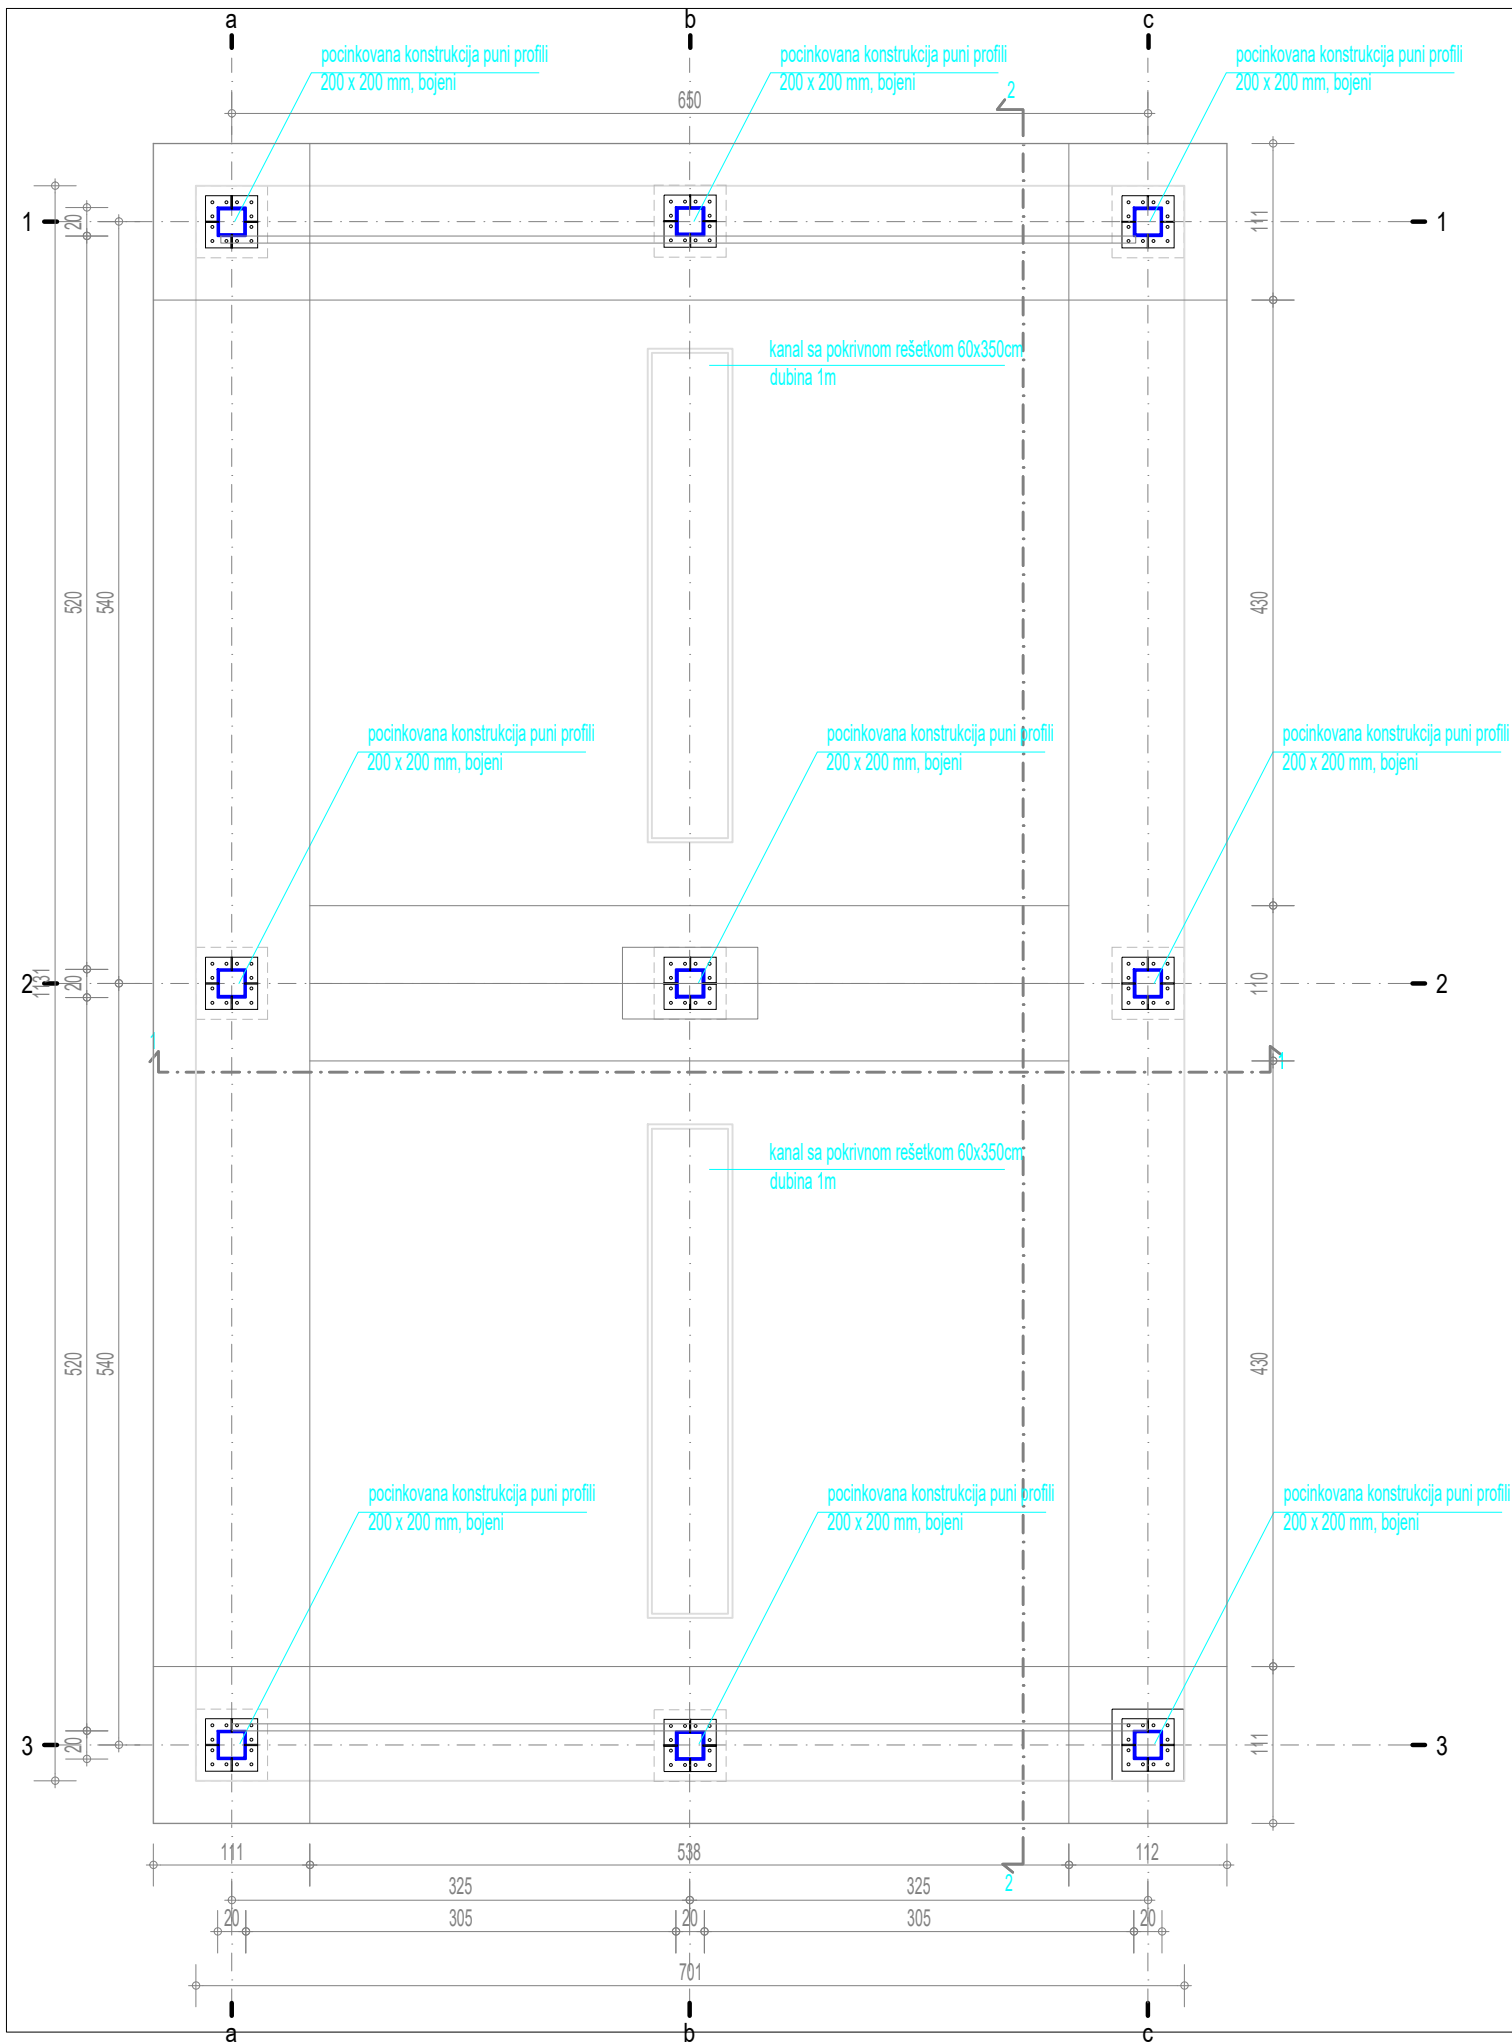 a
b
c
pocinkovana konstrukcija puni profili
200 x 200 mm, bojeni
pocinkovana konstrukcija puni profili
200 x 200 mm, bojeni
pocinkovana konstrukcija puni profili
200 x 200 mm, bojeni
650
2
1
20
111
1
kanal sa pokrivnom rešetkom 60x350cm
dubina 1m
520
540
430
pocinkovana konstrukcija puni profili
200 x 200 mm, bojeni
pocinkovana konstrukcija puni profili
200 x 200 mm, bojeni
pocinkovana konstrukcija puni profili
200 x 200 mm, bojeni
2
1131
20
110
2
1
1
kanal sa pokrivnom rešetkom 60x350cm
dubina 1m
520
540
430
pocinkovana konstrukcija puni profili
200 x 200 mm, bojeni
pocinkovana konstrukcija puni profili
200 x 200 mm, bojeni
pocinkovana konstrukcija puni profili
200 x 200 mm, bojeni
3
20
111
3
111
538
112
2
325
325
20
305
20
305
20
701
a
b
c